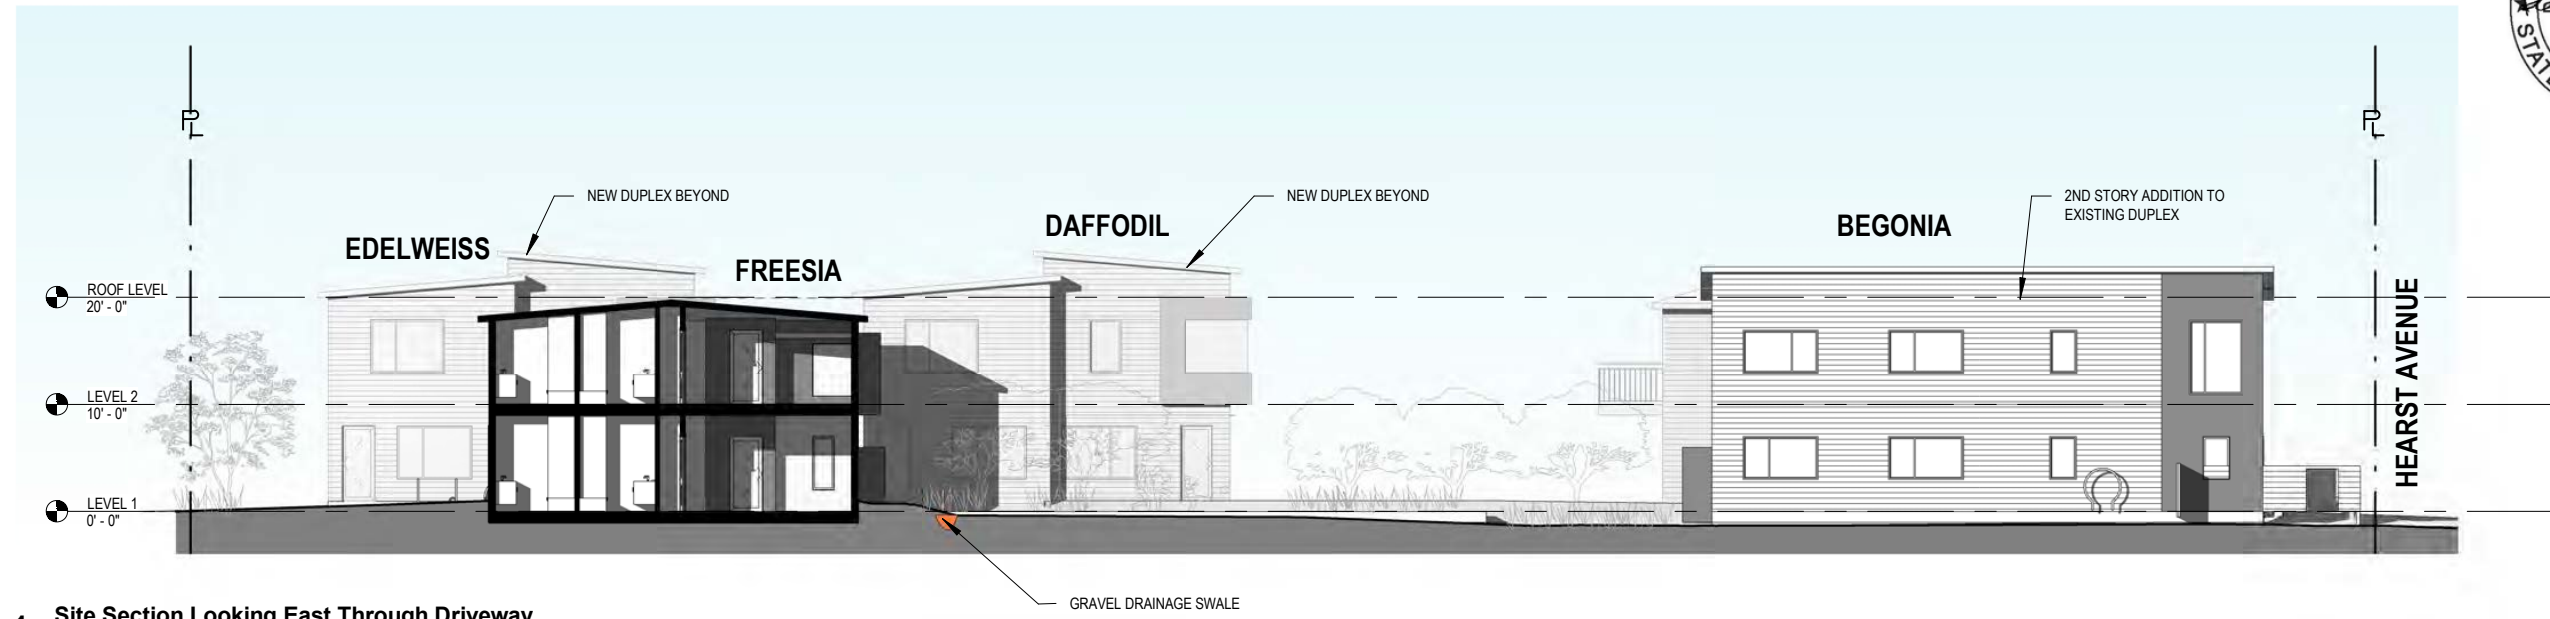 NEW DUPLEX BEYOND
NEW DUPLEX BEYOND
2ND STORY ADDITION TO
EXISTING DUPLEX
EDELWEISS
FREESIA
DAFFODIL
BEGONIA
PL
PL
ROOF LEVEL
20' - 0"
LEVEL 2
10' - 0"
LEVEL 1
0' - 0"
HEARST AVENUE
GRAVEL DRAINAGE SWALE
Site Section Looking East Through Driveway